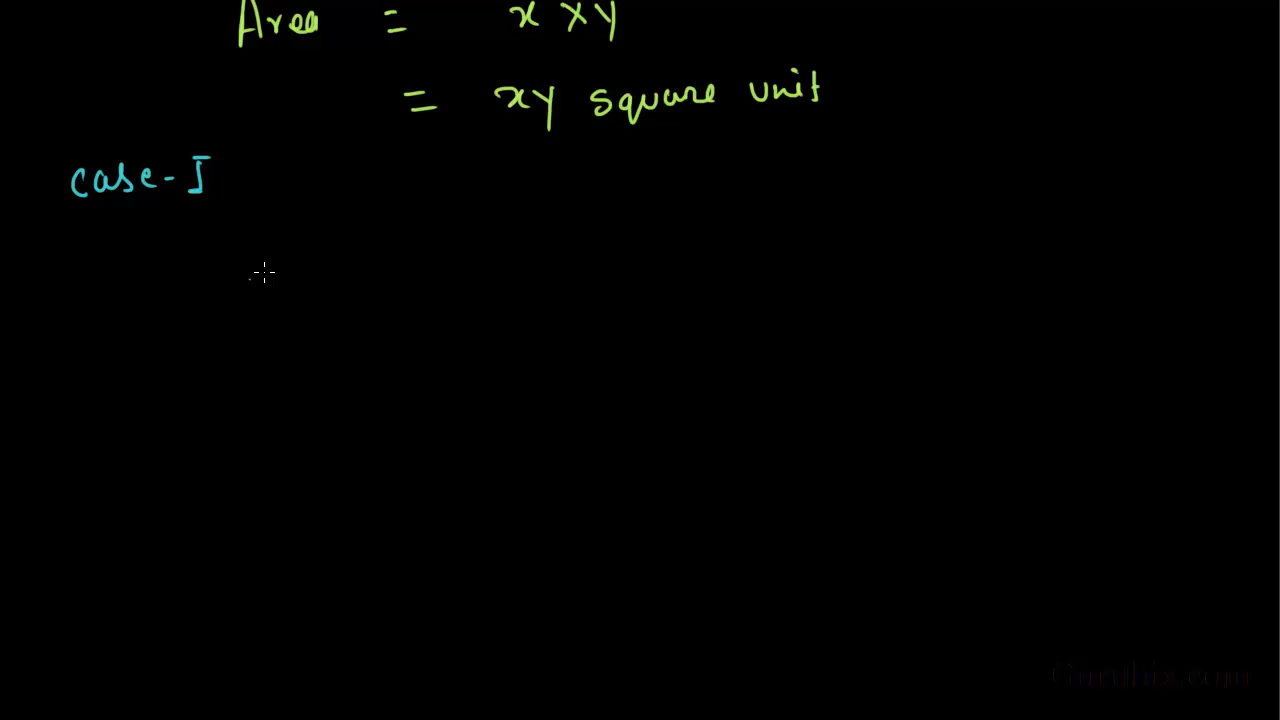 Area = x × y
= xy square unit
case - I